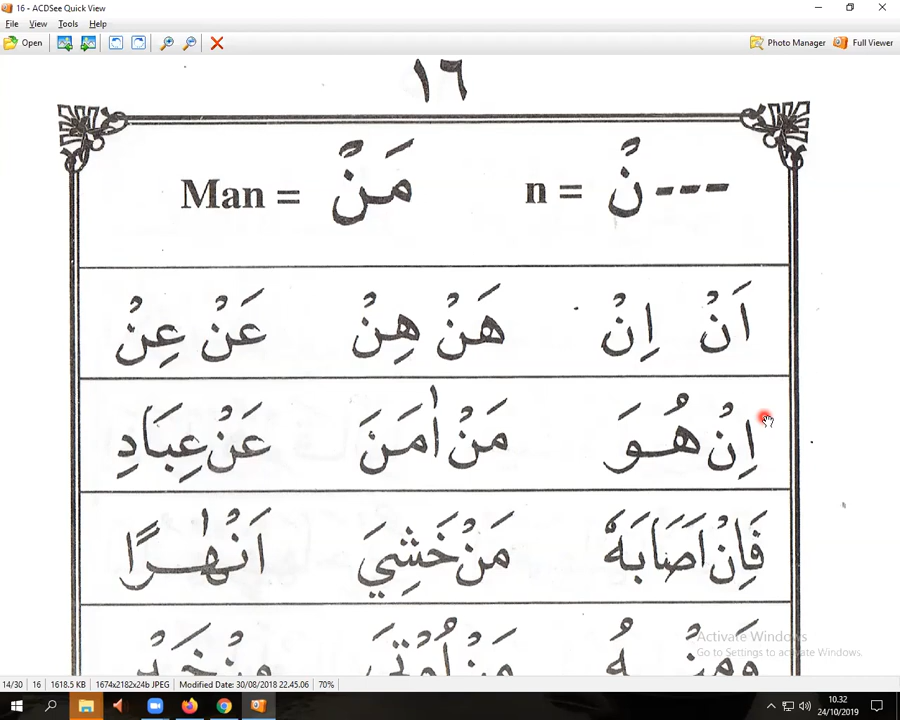 16 - ACDSee Quick View
File View Tools Help
Open Photo Manager Full Viewer
١٦
Man = مَنْ n = نْ---
اَنْ اِنْ هَنْ هِنْ عَنْ عِنْ
اِنْ هُوَ مَنْ اٰمَنَ عَنْ عِبَادِ
فَاِنْ اَصَابَهُ مَنْ خَشِيَ اَنْهٰرًا
Activate Windows
Go to Settings to activate Windows.
14/30 16 1618.5 KB 1674x2182x24b JPEG Modified Date: 30/08/2018 22.45.06 70%
10.32
24/10/2019